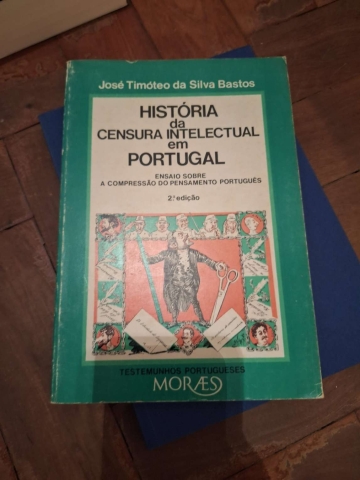 José Timóteo da Silva Bastos
HISTÓRIA
da
CENSURA INTELECTUAL
em
PORTUGAL
ENSAIO SOBRE
A COMPRESSÃO DO PENSAMENTO PORTUGUÊS
2.ª edição
TESTEMUNHOS PORTUGUESES
MORÆS